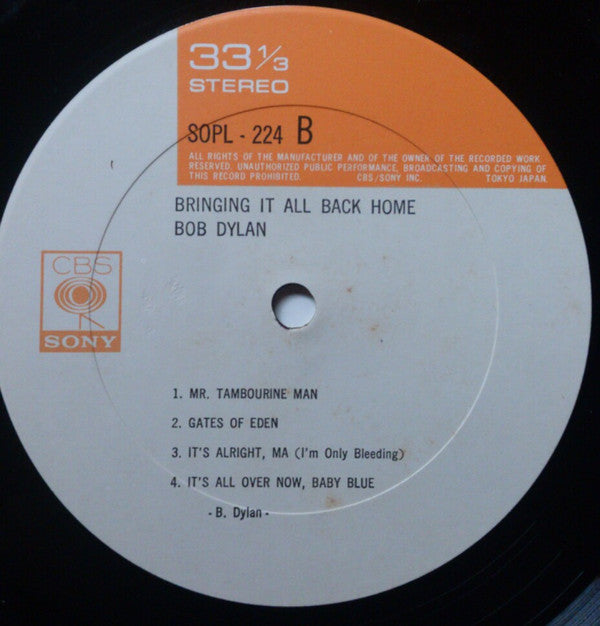 33 1/3
STEREO
SOPL - 224 B
ALL RIGHTS OF THE MANUFACTURER AND OF THE OWNER OF THE RECORDED WORK
RESERVED. UNAUTHORIZED PUBLIC PERFORMANCE, BROADCASTING AND COPYING OF
THIS RECORD PROHIBITED. CBS/SONY INC. TOKYO JAPAN.
BRINGING IT ALL BACK HOME
BOB DYLAN
CBS
SONY
1. MR. TAMBOURINE MAN
2. GATES OF EDEN
3. IT'S ALRIGHT, MA (I'm Only Bleeding)
4. IT'S ALL OVER NOW, BABY BLUE
- B. Dylan -